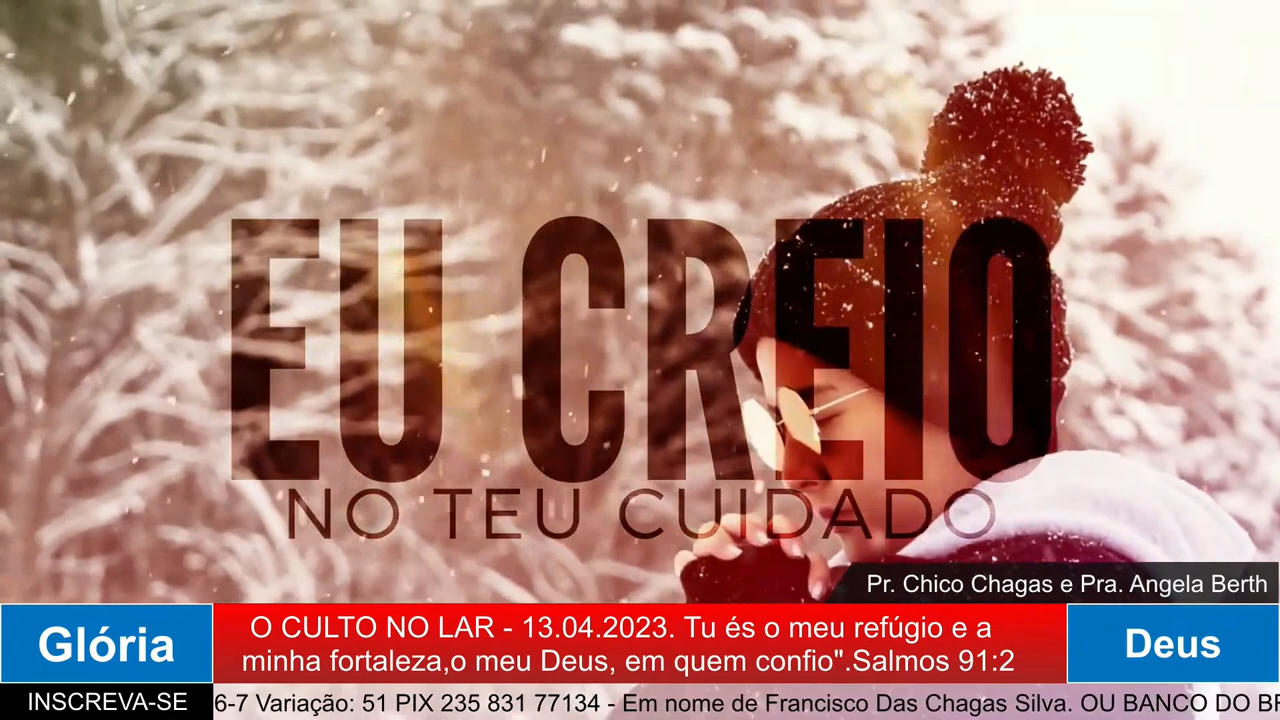 EU CREIO
NO TEU CUIDADO
Pr. Chico Chagas e Pra. Angela Berth
Glória
O CULTO NO LAR - 13.04.2023. Tu és o meu refúgio e a
minha fortaleza,o meu Deus, em quem confio".Salmos 91:2
Deus
INSCREVA-SE
6-7 Variação: 51 PIX 235 831 77134 - Em nome de Francisco Das Chagas Silva. OU BANCO DO